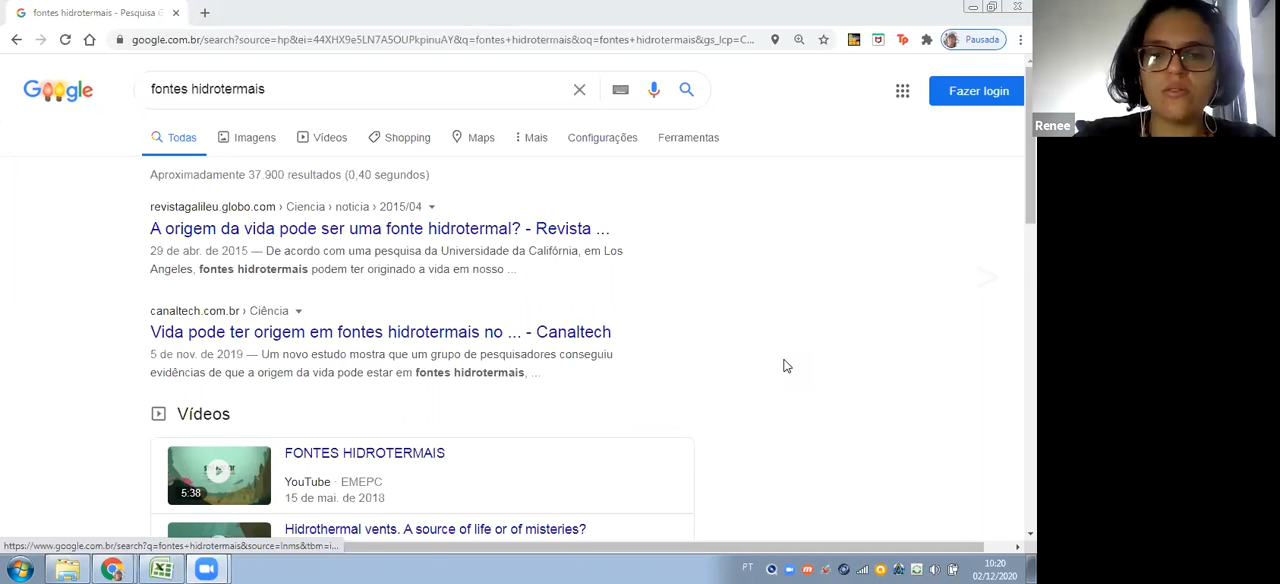 fontes hidrotermais - Pesquisa G
google.com.br/search?source=hp&ei=44XHX9e5LN7A5OUPkpinuAY&q=fontes+hidrotermais&oq=fontes+hidrotermais&gs_lcp=C...
Pausada
Google
fontes hidrotermais
Fazer login
Todas Imagens Vídeos Shopping Maps Mais Configurações Ferramentas
Renee
Aproximadamente 37.900 resultados (0,40 segundos)
revistagalileu.globo.com › Ciencia › noticia › 2015/04
A origem da vida pode ser uma fonte hidrotermal? - Revista ...
29 de abr. de 2015 — De acordo com uma pesquisa da Universidade da Califórnia, em Los
Angeles, fontes hidrotermais podem ter originado a vida em nosso ...
canaltech.com.br › Ciência
Vida pode ter origem em fontes hidrotermais no ... - Canaltech
5 de nov. de 2019 — Um novo estudo mostra que um grupo de pesquisadores conseguiu
evidências de que a origem da vida pode estar em fontes hidrotermais, ...
Vídeos
FONTES HIDROTERMAIS
YouTube · EMEPC
5:38
15 de mai. de 2018
Hidrothermal vents. A source of life or of misteries?
https://www.google.com.br/search?q=fontes+hidrotermais&source=lnms&tbm=i...
PT
10:20
02/12/2020